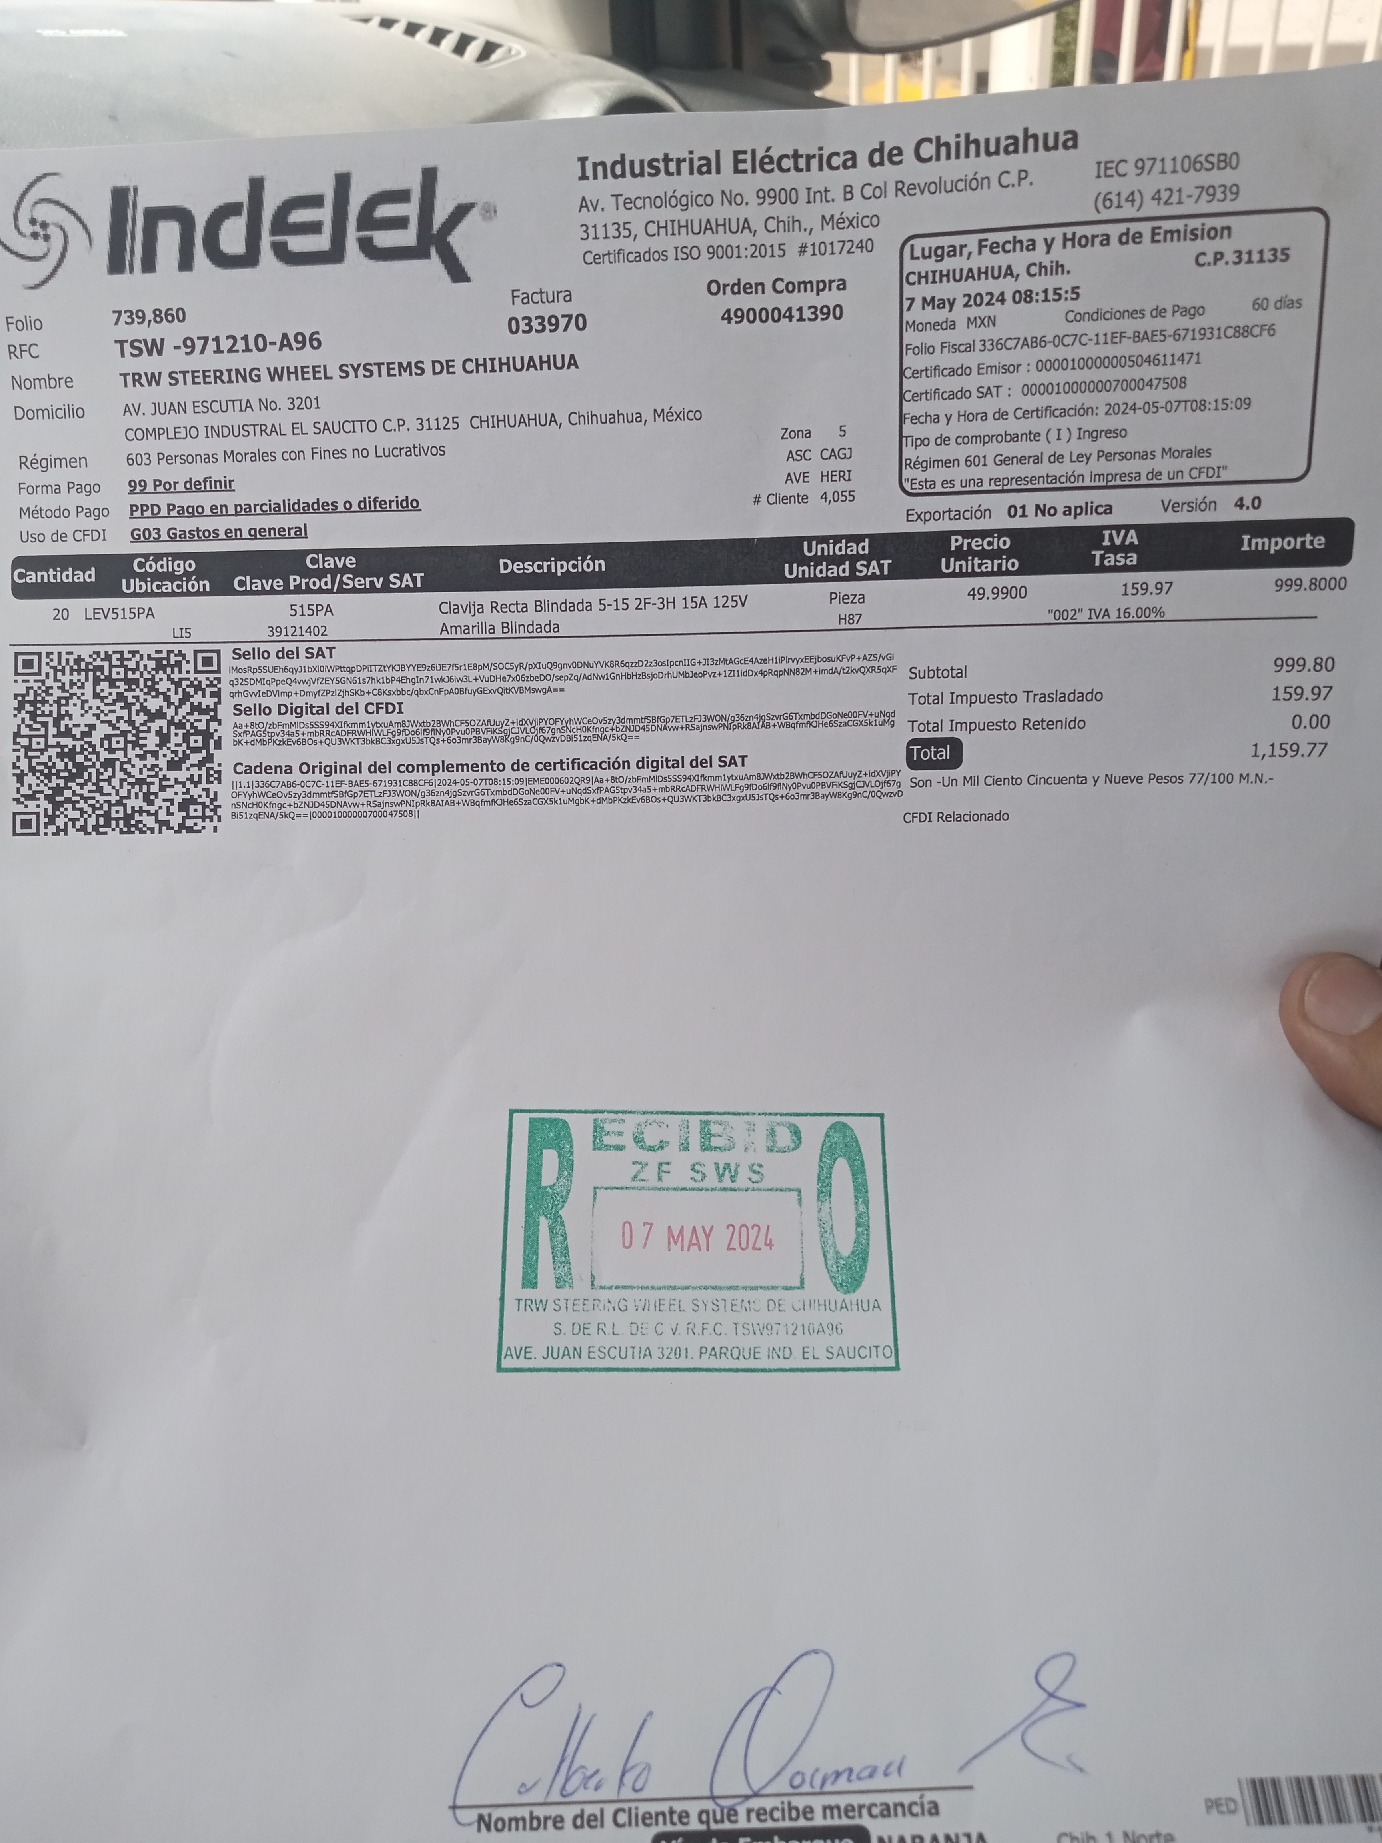 Indelek®
Industrial Eléctrica de Chihuahua
Av. Tecnológico No. 9900 Int. B Col Revolución C.P.
31135, CHIHUAHUA, Chih., México
Certificados ISO 9001:2015 #1017240
IEC 971106SB0
(614) 421-7939
Lugar, Fecha y Hora de Emision
CHIHUAHUA, Chih. C.P.31135
7 May 2024 08:15:5
Moneda MXN Condiciones de Pago 60 días
Folio Fiscal 336C7AB6-0C7C-11EF-BAE5-671931C88CF6
Certificado Emisor : 00001000000504611471
Certificado SAT : 00001000000700047508
Fecha y Hora de Certificación: 2024-05-07T08:15:09
Tipo de comprobante ( I ) Ingreso
Régimen 601 General de Ley Personas Morales
"Esta es una representación impresa de un CFDI"
Folio 739,860
Factura
033970
Orden Compra
4900041390
RFC TSW -971210-A96
Nombre TRW STEERING WHEEL SYSTEMS DE CHIHUAHUA
Domicilio AV. JUAN ESCUTIA No. 3201
COMPLEJO INDUSTRAL EL SAUCITO C.P. 31125 CHIHUAHUA, Chihuahua, México
Régimen 603 Personas Morales con Fines no Lucrativos
Forma Pago 99 Por definir
Método Pago PPD Pago en parcialidades o diferido
Uso de CFDI G03 Gastos en general
Zona 5
ASC CAGJ
AVE HERI
# Cliente 4,055
Exportación 01 No aplica Versión 4.0
Cantidad Código Clave Descripción Unidad Precio IVA Importe
Ubicación Clave Prod/Serv SAT Unidad SAT Unitario Tasa
20 LEV515PA 515PA Clavija Recta Blindada 5-15 2F-3H 15A 125V Pieza 49.9900 159.97 999.8000
LI5 39121402 Amarilla Blindada H87 "002" IVA 16.00%
Sello del SAT
Sello Digital del CFDI
Cadena Original del complemento de certificación digital del SAT
Subtotal 999.80
Total Impuesto Trasladado 159.97
Total Impuesto Retenido 0.00
Total 1,159.77
Son -Un Mil Ciento Cincuenta y Nueve Pesos 77/100 M.N.-
CFDI Relacionado
RECIBIDO
ZF SWS
07 MAY 2024
TRW STEERING WHEEL SYSTEMS DE CHIHUAHUA
S. DE R.L. DE C V. R.F.C. TSW971210A96
AVE. JUAN ESCUTIA 3201. PARQUE IND. EL SAUCITO
Nombre del Cliente que recibe mercancía
PED
NARANJA
Chih 1 Norte